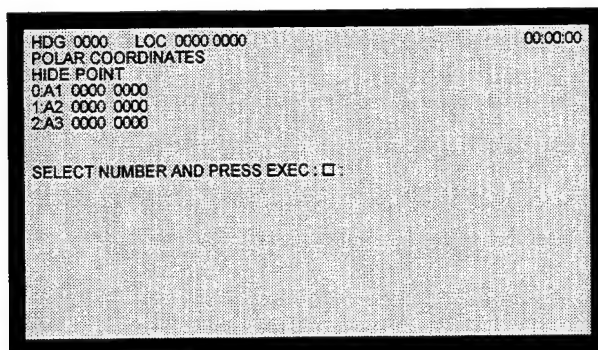 HDG 0000 LOC 0000 0000 00:00:00
POLAR COORDINATES
HIDE POINT
0:A1 0000 0000
1:A2 0000 0000
2:A3 0000 0000
SELECT NUMBER AND PRESS EXEC : □ :